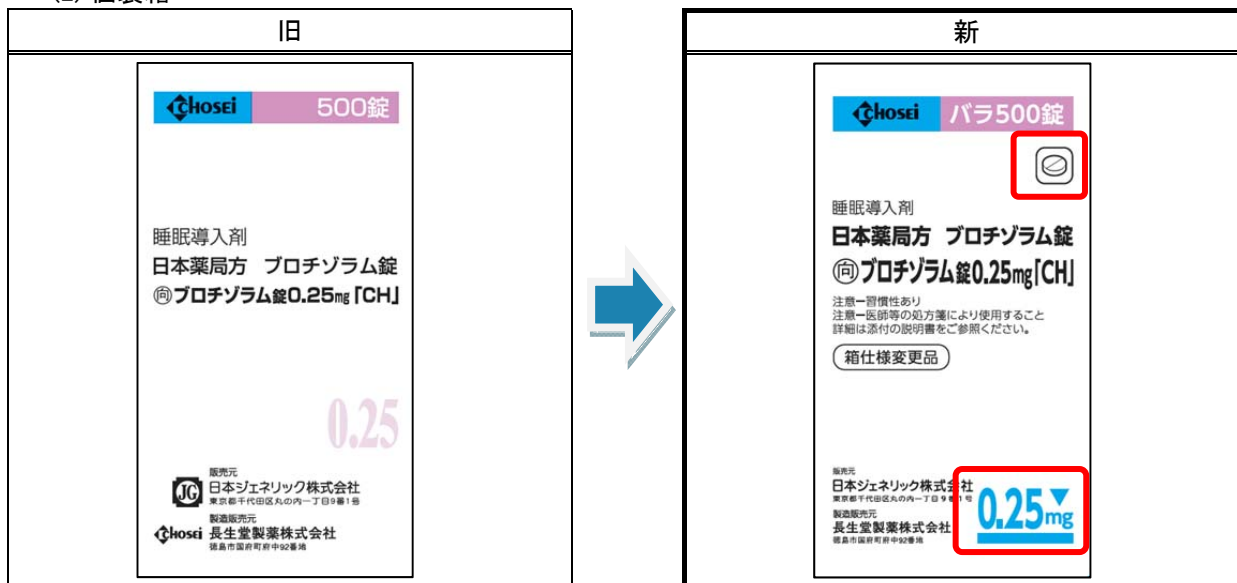 旧
Chosei 500錠
睡眠導入剤
日本薬局方 ブロチゾラム錠
向ブロチゾラム錠0.25mg「CH」
0.25
販売元
JG 日本ジェネリック株式会社
東京都千代田区丸の内一丁目9番1号
製造販売元
Chosei 長生堂製薬株式会社
徳島市国府町府中92番地
新
Chosei バラ500錠
睡眠導入剤
日本薬局方 ブロチゾラム錠
向ブロチゾラム錠0.25mg「CH」
注意-習慣性あり
注意-医師等の処方箋により使用すること
詳細は添付の説明書をご参照ください。
箱仕様変更品
販売元
日本ジェネリック株式会社
東京都千代田区丸の内一丁目9番1号
製造販売元
長生堂製薬株式会社
徳島市国府町府中92番地
0.25mg